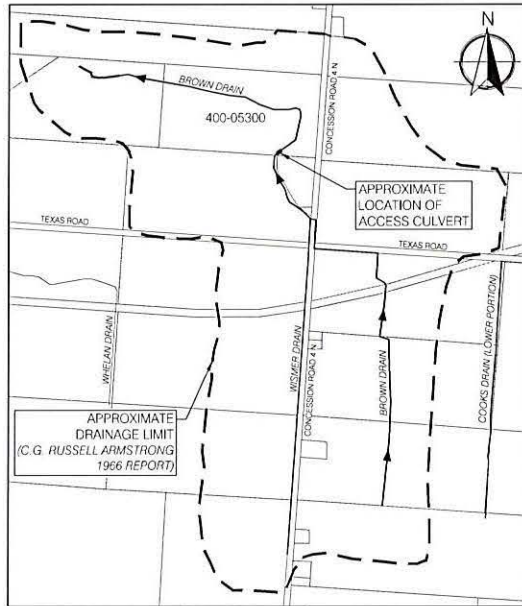 N
BROWN DRAIN
400-05300
CONCESSION ROAD 4 N
APPROXIMATE
LOCATION OF
ACCESS CULVERT
TEXAS ROAD
TEXAS ROAD
WHELAN DRAIN
WISMER DRAIN
CONCESSION ROAD 4 N
BROWN DRAIN
COOKS DRAIN (LOWER PORTION)
APPROXIMATE
DRAINAGE LIMIT
(C.G. RUSSELL ARMSTRONG
1966 REPORT)